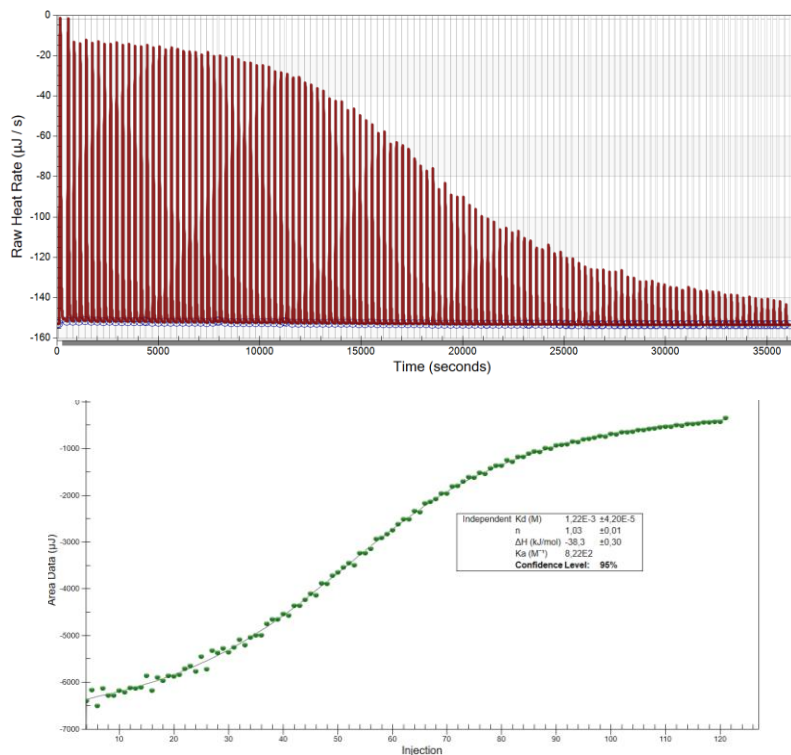 0
-20
-40
-60
-80
-100
-120
-140
-160
Raw Heat Rate (µJ / s)
0 5000 10000 15000 20000 25000 30000 35000
Time (seconds)
0
-1000
-2000
-3000
-4000
-5000
-6000
-7000
Area Data (µJ)
Independent Kd (M) 1,22E-3 ±4,20E-5
n 1,03 ±0,01
ΔH (kJ/mol) -38,3 ±0,30
Ka (M⁻¹) 8,22E2
Confidence Level: 95%
10 20 30 40 50 60 70 80 90 100 110 120
Injection